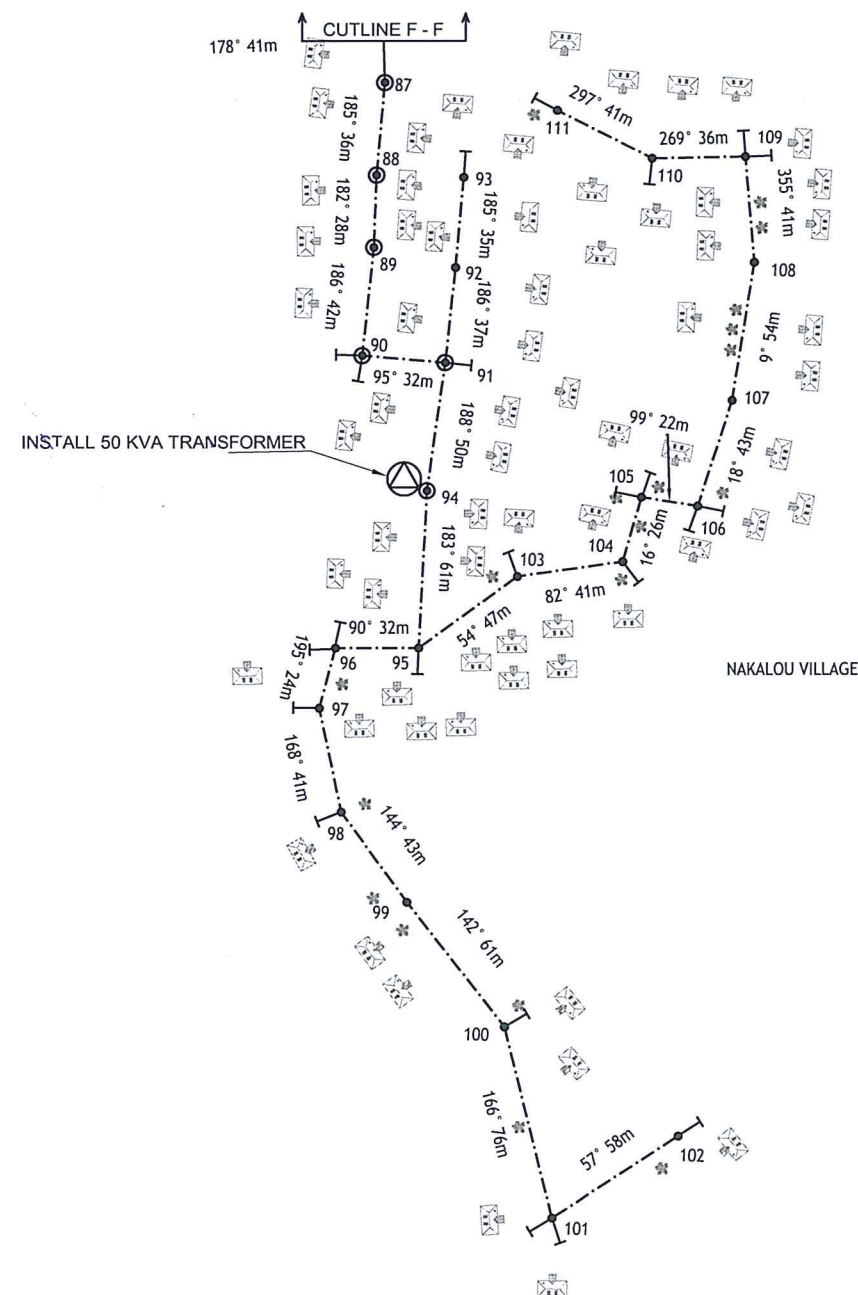 CUTLINE F - F
178° 41m
87
185° 36m
88
182° 28m
89
186° 42m
90
95° 32m
91
93
185° 35m
92
186° 37m
188° 50m
INSTALL 50 KVA TRANSFORMER
94
183° 61m
111
297° 41m
110
269° 36m
109
355° 41m
108
9° 54m
107
99° 22m
18° 43m
105
106
16° 26m
104
103
82° 41m
54° 47m
90° 32m
96
95
195° 24m
97
NAKALOU VILLAGE
168° 41m
98
144° 43m
99
142° 61m
100
166° 76m
57° 58m
102
101